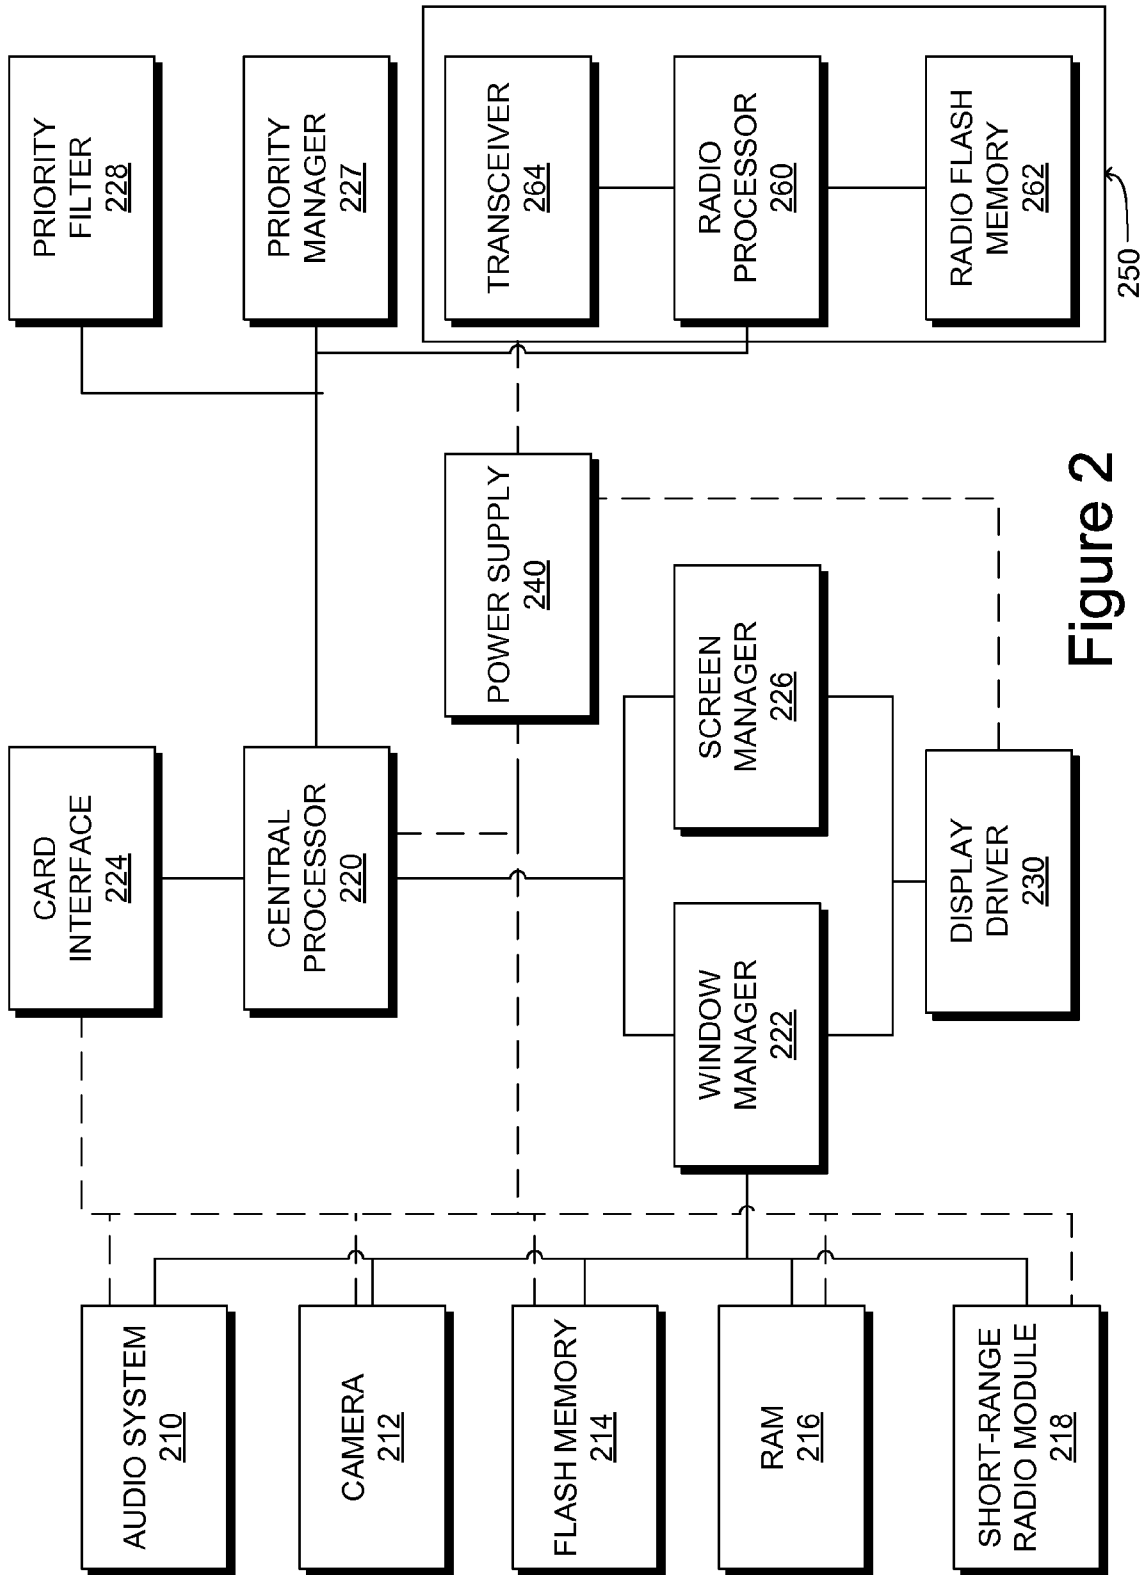 PRIORITY
FILTER
228
PRIORITY
MANAGER
227
TRANSCEIVER
264
RADIO
PROCESSOR
260
RADIO FLASH
MEMORY
262
250
POWER SUPPLY
240
CARD
INTERFACE
224
CENTRAL
PROCESSOR
220
SCREEN
MANAGER
226
WINDOW
MANAGER
222
DISPLAY
DRIVER
230
AUDIO SYSTEM
210
CAMERA
212
FLASH MEMORY
214
RAM
216
SHORT-RANGE
RADIO MODULE
218
Figure 2